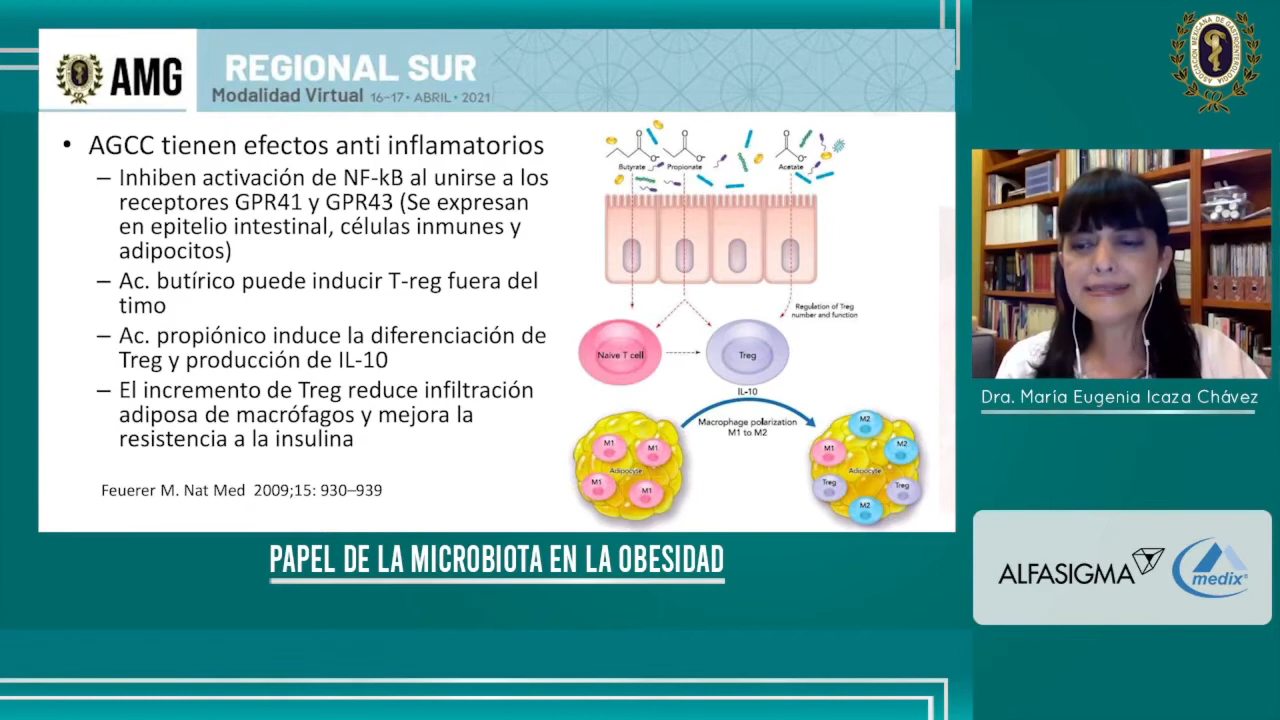 AMG
REGIONAL SUR
Modalidad Virtual 16-17 • ABRIL • 2021
• AGCC tienen efectos anti inflamatorios
– Inhiben activación de NF-kB al unirse a los
receptores GPR41 y GPR43 (Se expresan
en epitelio intestinal, células inmunes y
adipocitos)
– Ac. butírico puede inducir T-reg fuera del
timo
– Ac. propiónico induce la diferenciación de
Treg y producción de IL-10
– El incremento de Treg reduce infiltración
adiposa de macrófagos y mejora la
resistencia a la insulina
Feuerer M. Nat Med 2009;15: 930–939
O
O-
O
O-
O
O-
Butyrate
Propionate
Acetate
Regulation of Treg
number and function
Naive T cell
Treg
IL-10
Macrophage polarization
M1 to M2
M1
M1
Adipocyte
M1
M1
M2
M1
M2
Adipocyte
Treg
Treg
M2
PAPEL DE LA MICROBIOTA EN LA OBESIDAD
ASOCIACIÓN MEXICANA DE GASTROENTEROLOGÍA
Dra. María Eugenia Icaza Chávez
ALFASIGMA
medix®